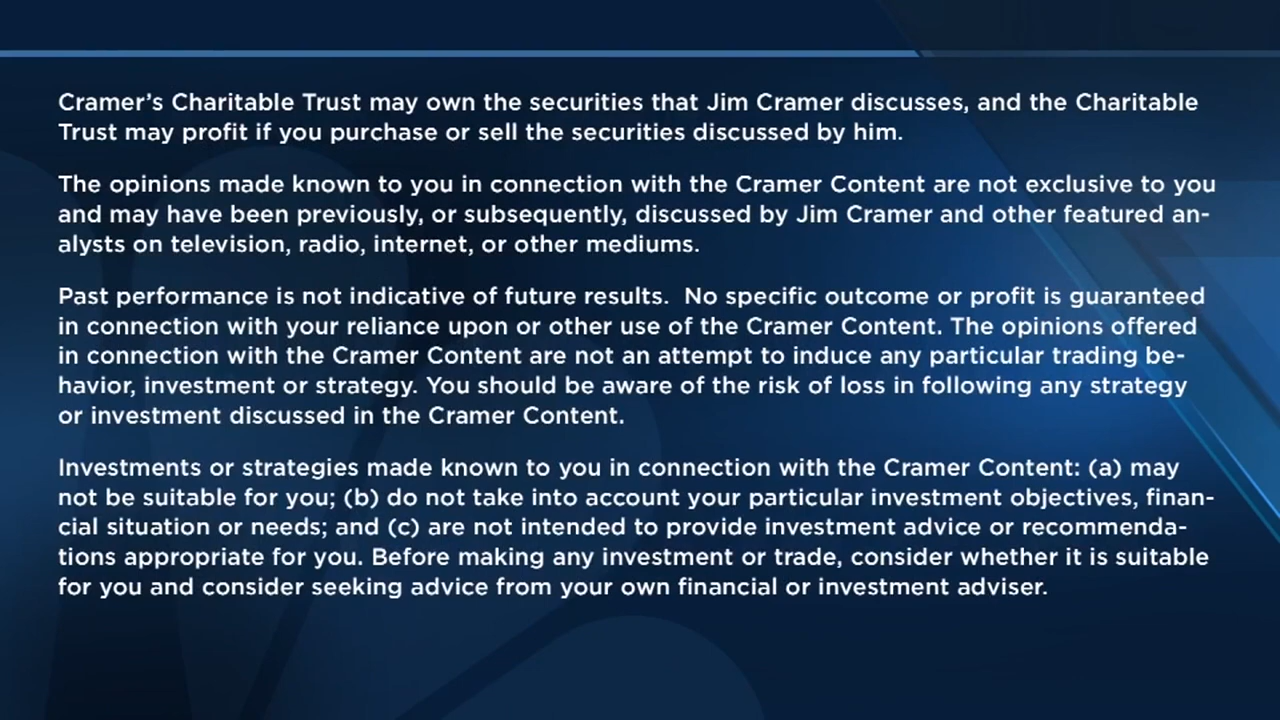 Cramer’s Charitable Trust may own the securities that Jim Cramer discusses, and the Charitable
Trust may profit if you purchase or sell the securities discussed by him.
The opinions made known to you in connection with the Cramer Content are not exclusive to you
and may have been previously, or subsequently, discussed by Jim Cramer and other featured an-
alysts on television, radio, internet, or other mediums.
Past performance is not indicative of future results.  No specific outcome or profit is guaranteed
in connection with your reliance upon or other use of the Cramer Content. The opinions offered
in connection with the Cramer Content are not an attempt to induce any particular trading be-
havior, investment or strategy. You should be aware of the risk of loss in following any strategy
or investment discussed in the Cramer Content.
Investments or strategies made known to you in connection with the Cramer Content: (a) may
not be suitable for you; (b) do not take into account your particular investment objectives, finan-
cial situation or needs; and (c) are not intended to provide investment advice or recommenda-
tions appropriate for you. Before making any investment or trade, consider whether it is suitable
for you and consider seeking advice from your own financial or investment adviser.